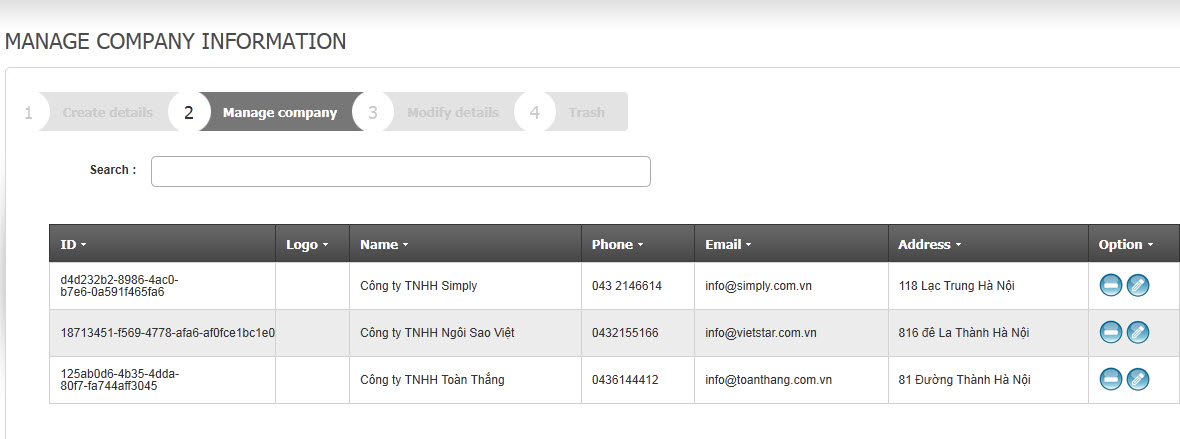 MANAGE COMPANY INFORMATION
1 Create details 2 Manage company 3 Modify details 4 Trash
Search :
ID Logo Name Phone Email Address Option
d4d232b2-8986-4ac0-
b7e6-0a591f465fa6 Công ty TNHH Simply 043 2146614 info@simply.com.vn 118 Lạc Trung Hà Nội
18713451-f569-4778-afa6-af0fce1bc1e0 Công ty TNHH Ngôi Sao Việt 0432155166 info@vietstar.com.vn 816 đê La Thành Hà Nội
125ab0d6-4b35-4dda-
80f7-fa744aff3045 Công ty TNHH Toàn Thắng 0436144412 info@toanthang.com.vn 81 Đường Thành Hà Nội